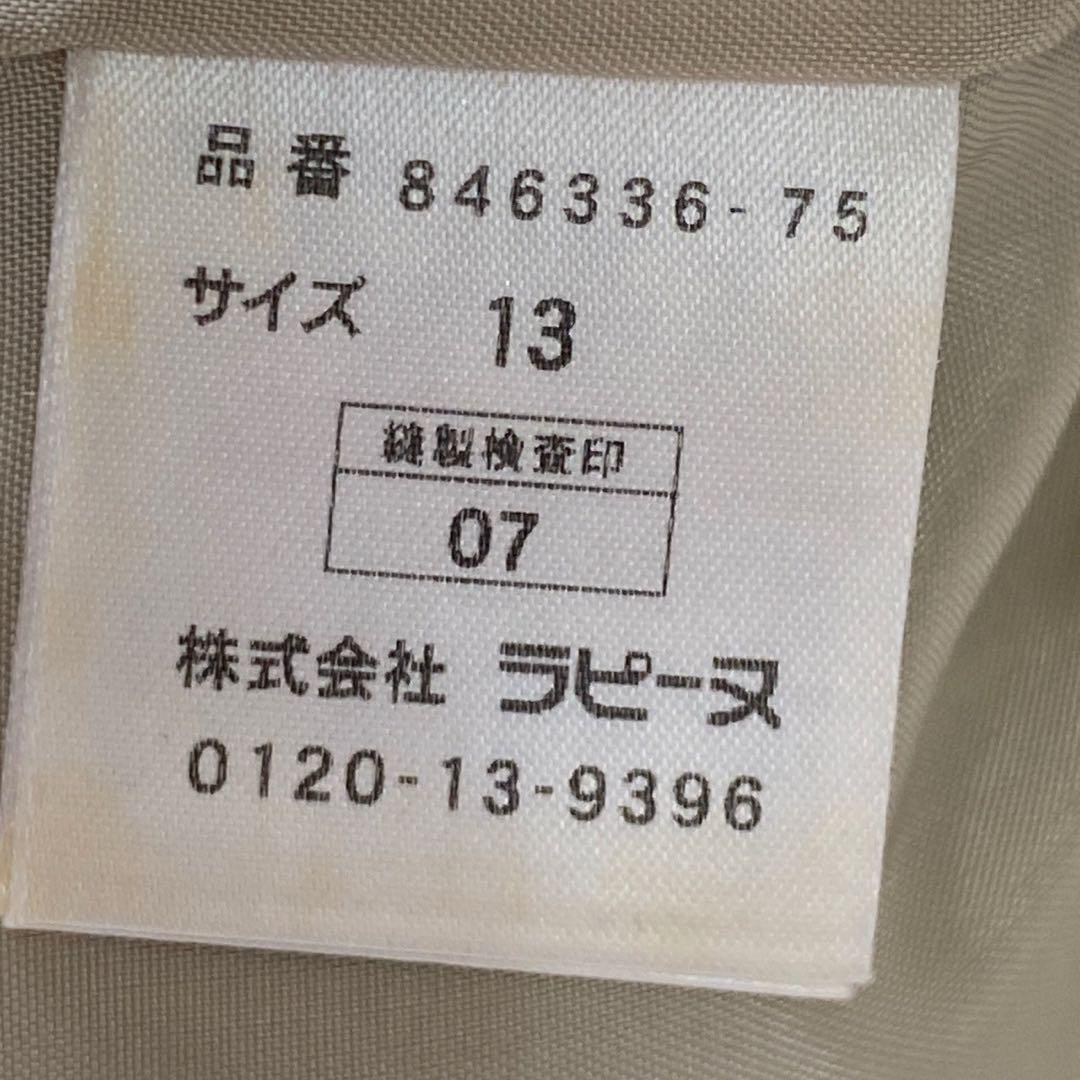 品番 846336-75
サイズ 13
縫製検査印
07
株式会社 ラピーヌ
0120-13-9396